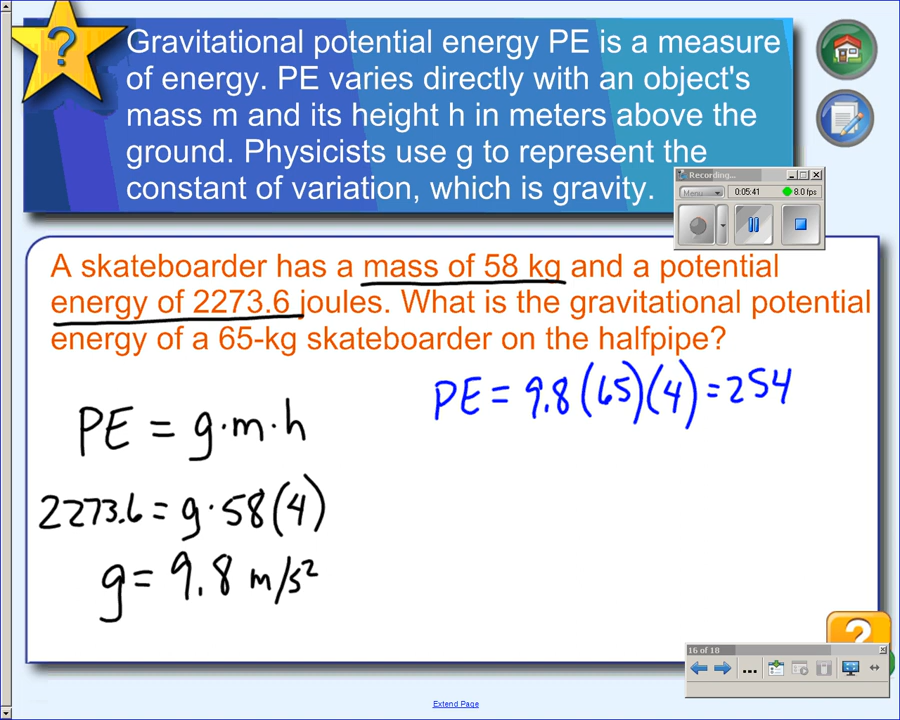 ?
Gravitational potential energy PE is a measure
of energy. PE varies directly with an object's
mass m and its height h in meters above the
ground. Physicists use g to represent the
constant of variation, which is gravity.
Recording...
Menu
0:05:41
8.0 fps
A skateboarder has a mass of 58 kg and a potential
energy of 2273.6 joules. What is the gravitational potential
energy of a 65-kg skateboarder on the halfpipe?
PE = 9.8 (65)(4) = 254
PE = g·m·h
2273.6 = g·58(4)
g = 9.8 m/s²
?
16 of 18
...
Extend Page